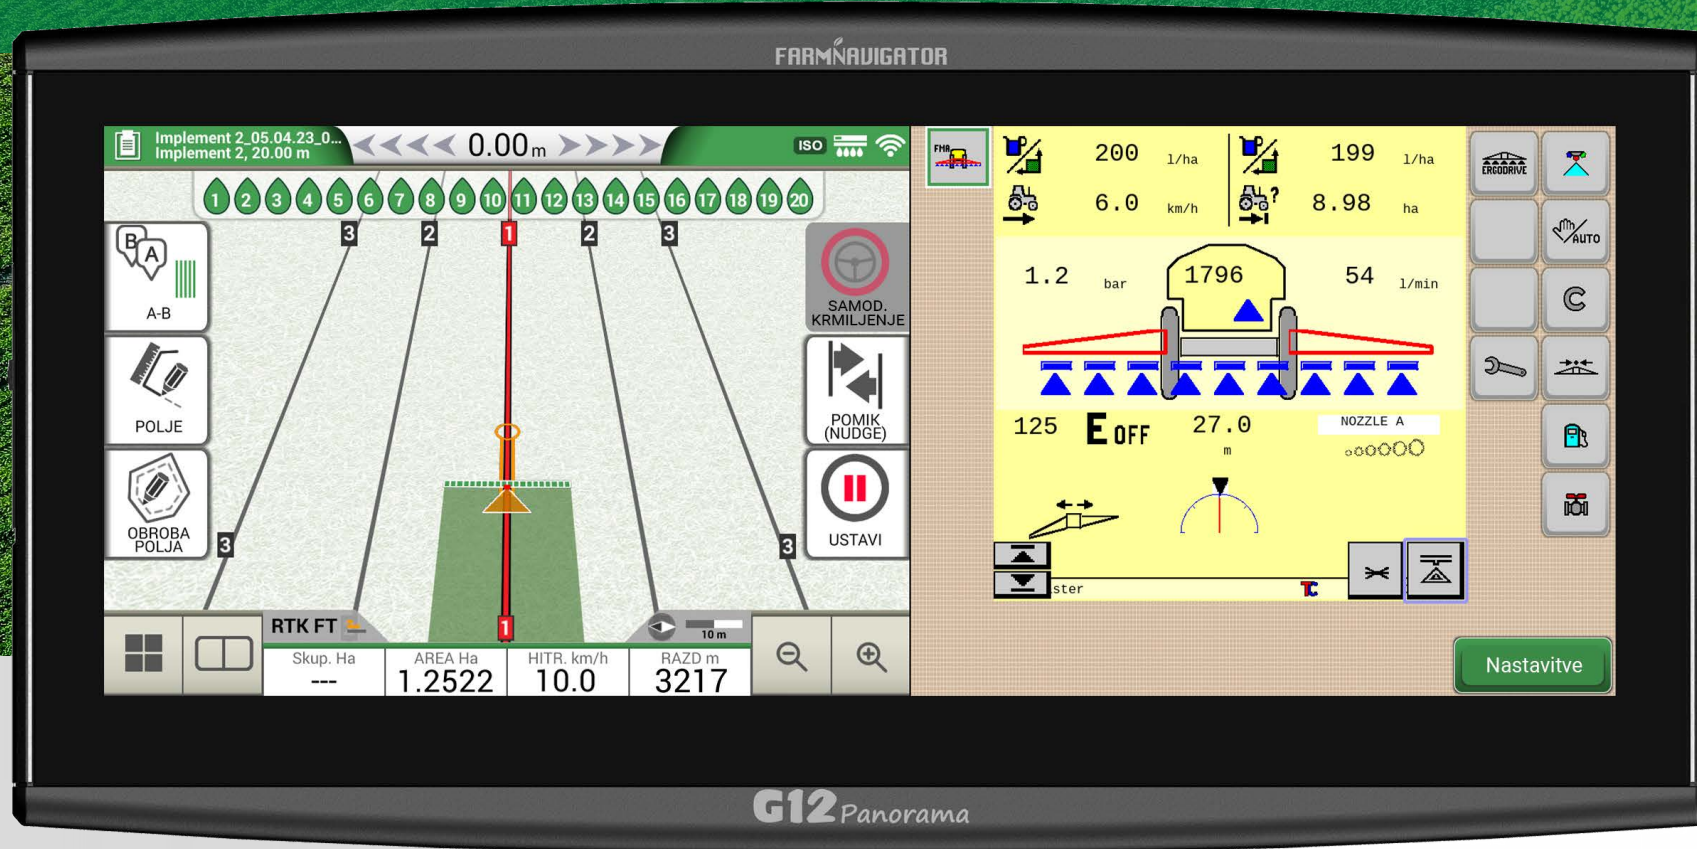 FARMNAVIGATOR
Implement 2_05.04.23_0...
Implement 2, 20.00 m
0.00 m
ISO
1 2 3 4 5 6 7 8 9 10 11 12 13 14 15 16 17 18 19 20
3 2 1 2 3
B
A
A-B
POLJE
OBROBA
POLJA
SAMOD.
KRMILJENJE
POMIK
(NUDGE)
USTAVI
3
3
1
RTK FT
10 m
Skup. Ha
---
AREA Ha
1.2522
HITR. km/h
10.0
RAZD m
3217
FMA
200 l/ha
199 l/ha
6.0 km/h
? 8.98 ha
1.2 bar
1796
54 l/min
125
E OFF
27.0
m
NOZZLE A
ster
TC
ERGODRIVE
AUTO
C
Nastavitve
G12 Panorama